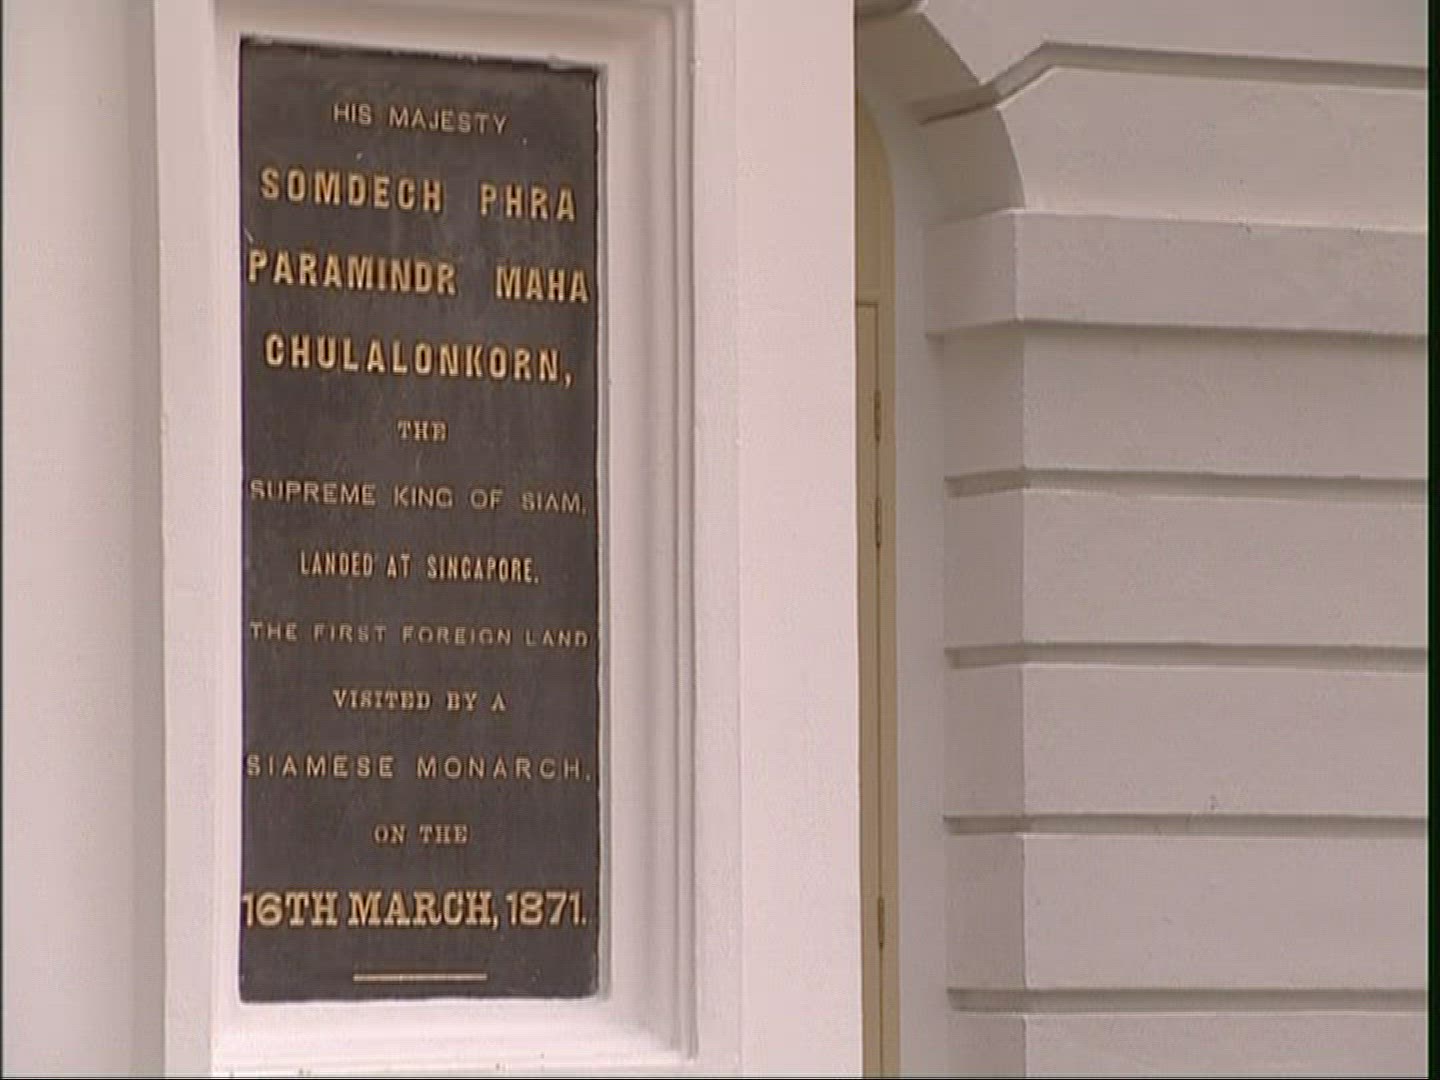 HIS MAJESTY
SOMDECH PHRA
PARAMINDR MAHA
CHULALONKORN,
THE
SUPREME KING OF SIAM,
LANDED AT SINGAPORE.
THE FIRST FOREIGN LAND
VISITED BY A
SIAMESE MONARCH,
ON THE
16TH MARCH, 1871.